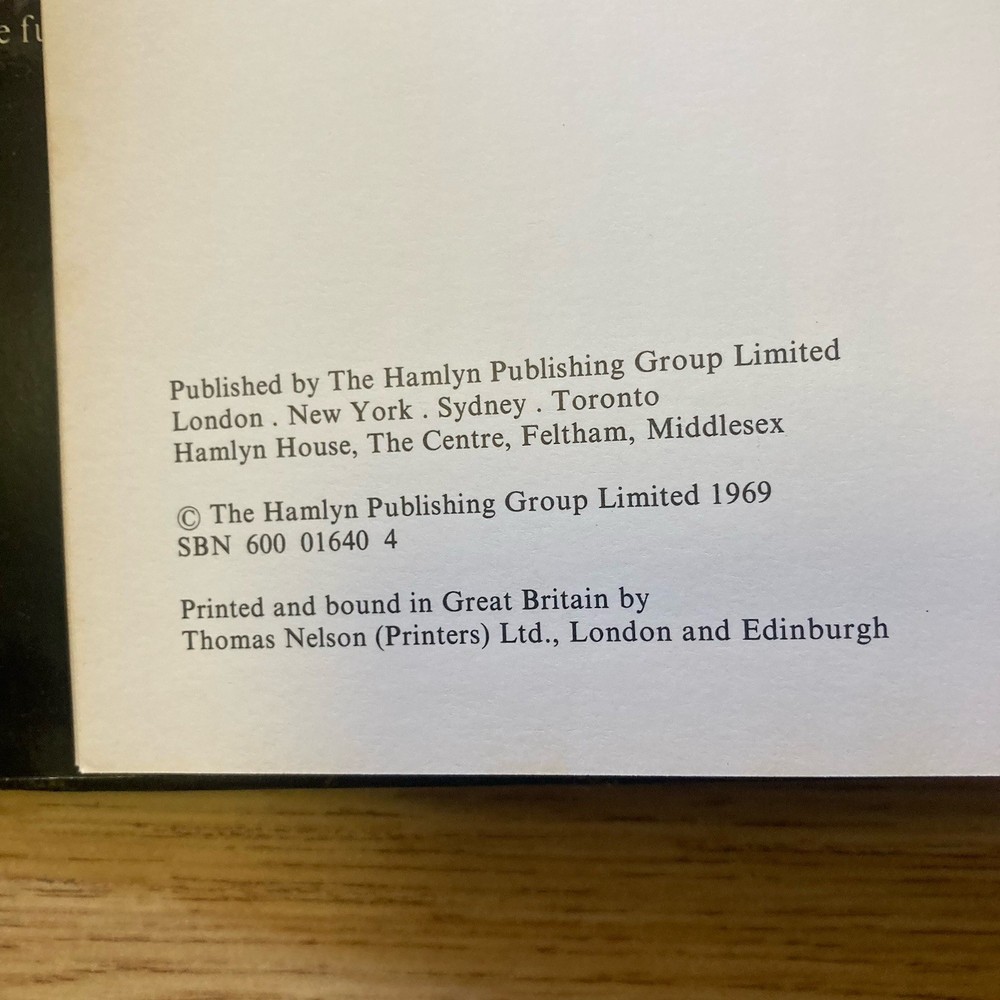 Published by The Hamlyn Publishing Group Limited
London . New York . Sydney . Toronto
Hamlyn House, The Centre, Feltham, Middlesex
© The Hamlyn Publishing Group Limited 1969
SBN 600 01640 4
Printed and bound in Great Britain by
Thomas Nelson (Printers) Ltd., London and Edinburgh